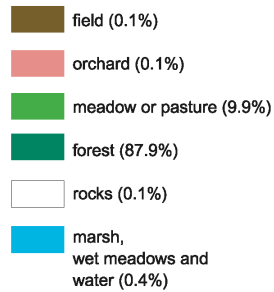 field (0.1%)
orchard (0.1%)
meadow or pasture (9.9%)
forest (87.9%)
rocks (0.1%)
marsh,
wet meadows and
water (0.4%)